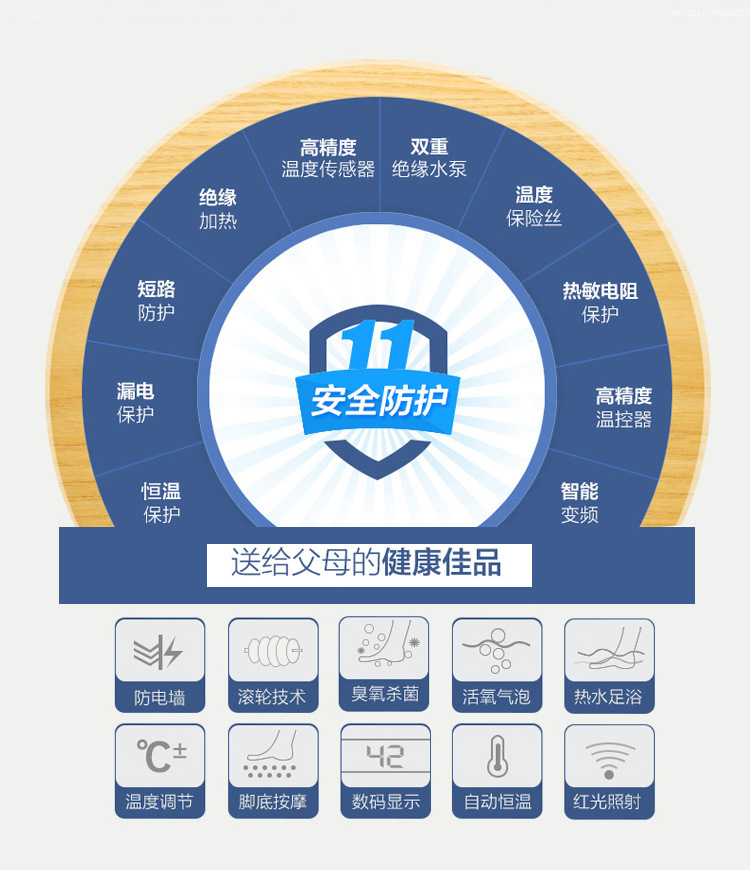 高精度
温度传感器
双重
绝缘水泵
绝缘
加热
温度
保险丝
短路
防护
热敏电阻
保护
漏电
保护
高精度
温控器
恒温
保护
智能
变频
11
安全防护
送给父母的健康佳品
防电墙
滚轮技术
臭氧杀菌
活氧气泡
热水足浴
℃±
42
温度调节
脚底按摩
数码显示
自动恒温
红光照射